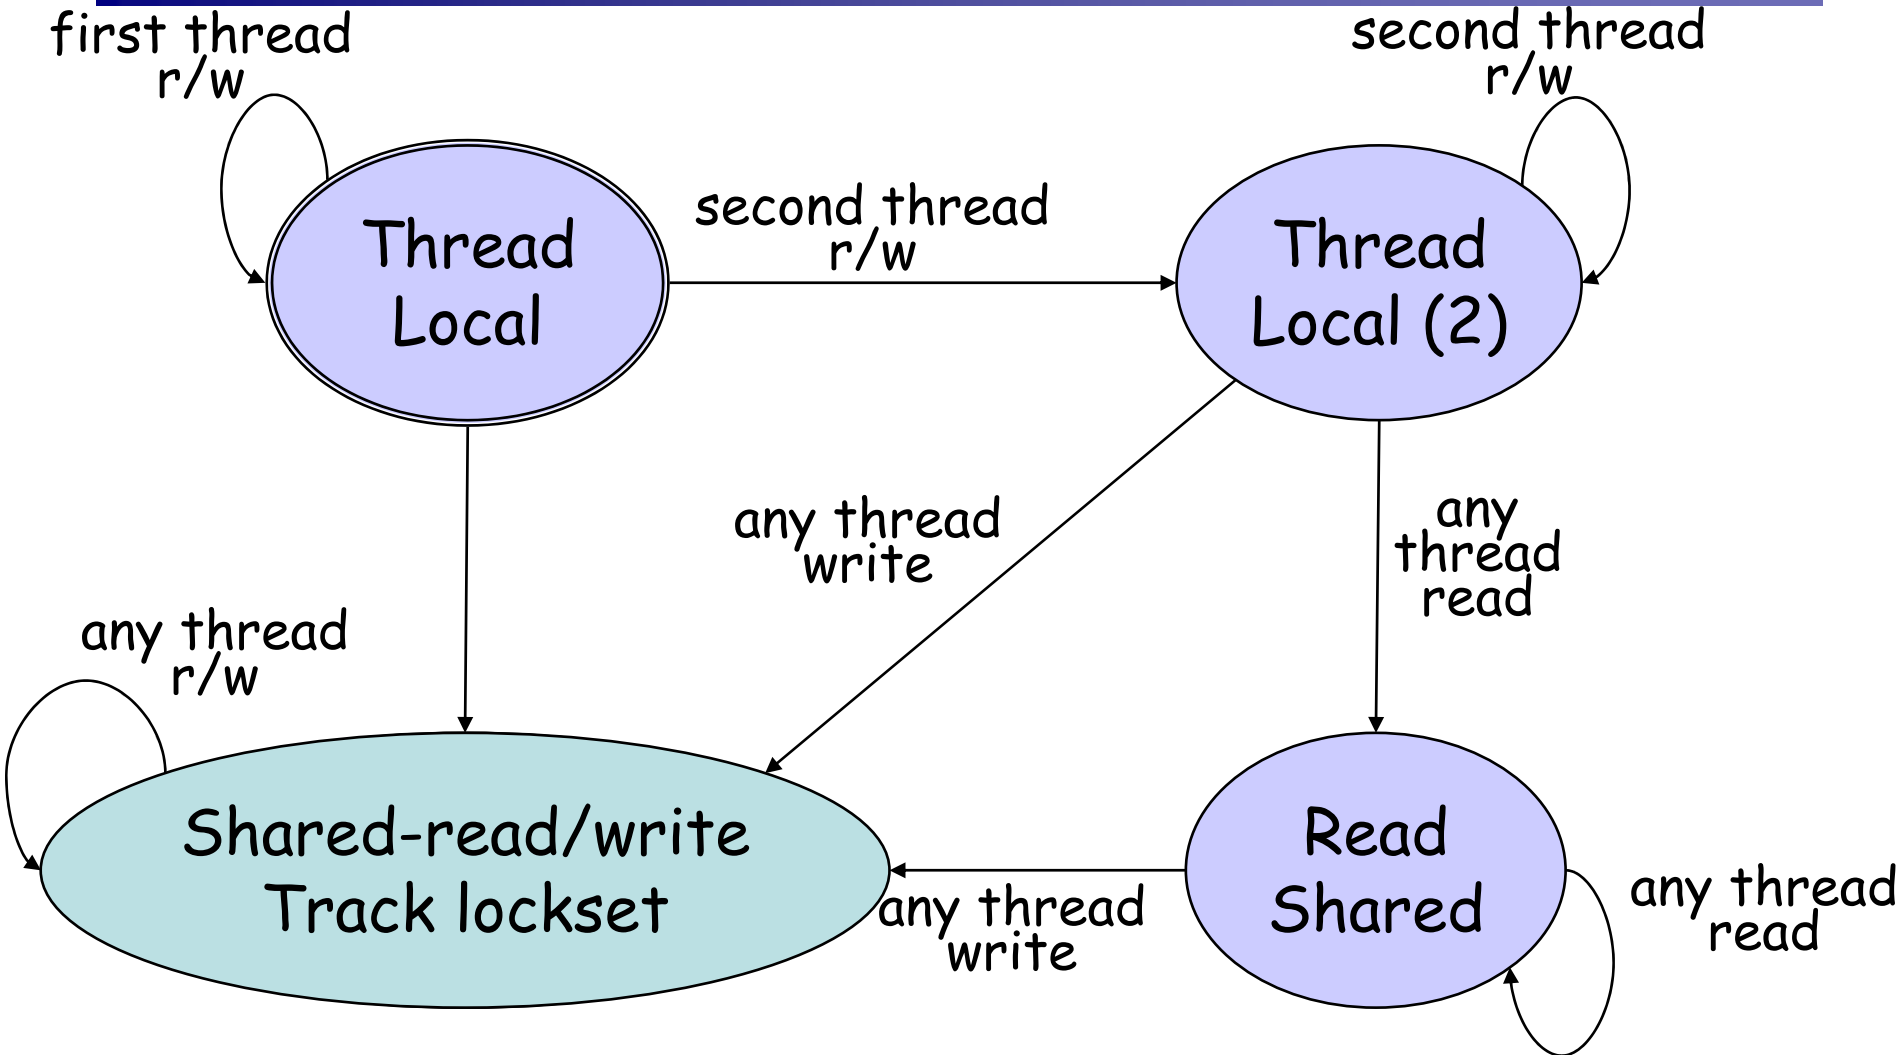 first thread
r/w
second thread
r/w
second thread
r/w
Thread
Local
Thread
Local (2)
any thread
write
any
thread
read
any thread
r/w
Shared-read/write
Track lockset
Read
Shared
any thread
write
any thread
read